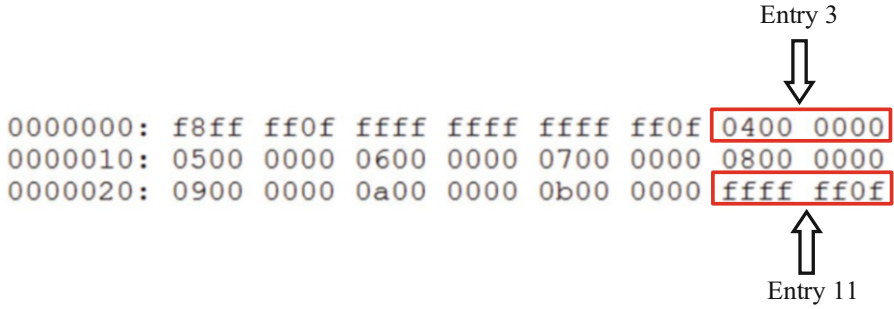 Entry 3
0000000: f8ff ff0f ffff ffff ffff ff0f 0400 0000
0000010: 0500 0000 0600 0000 0700 0000 0800 0000
0000020: 0900 0000 0a00 0000 0b00 0000 ffff ff0f
Entry 11